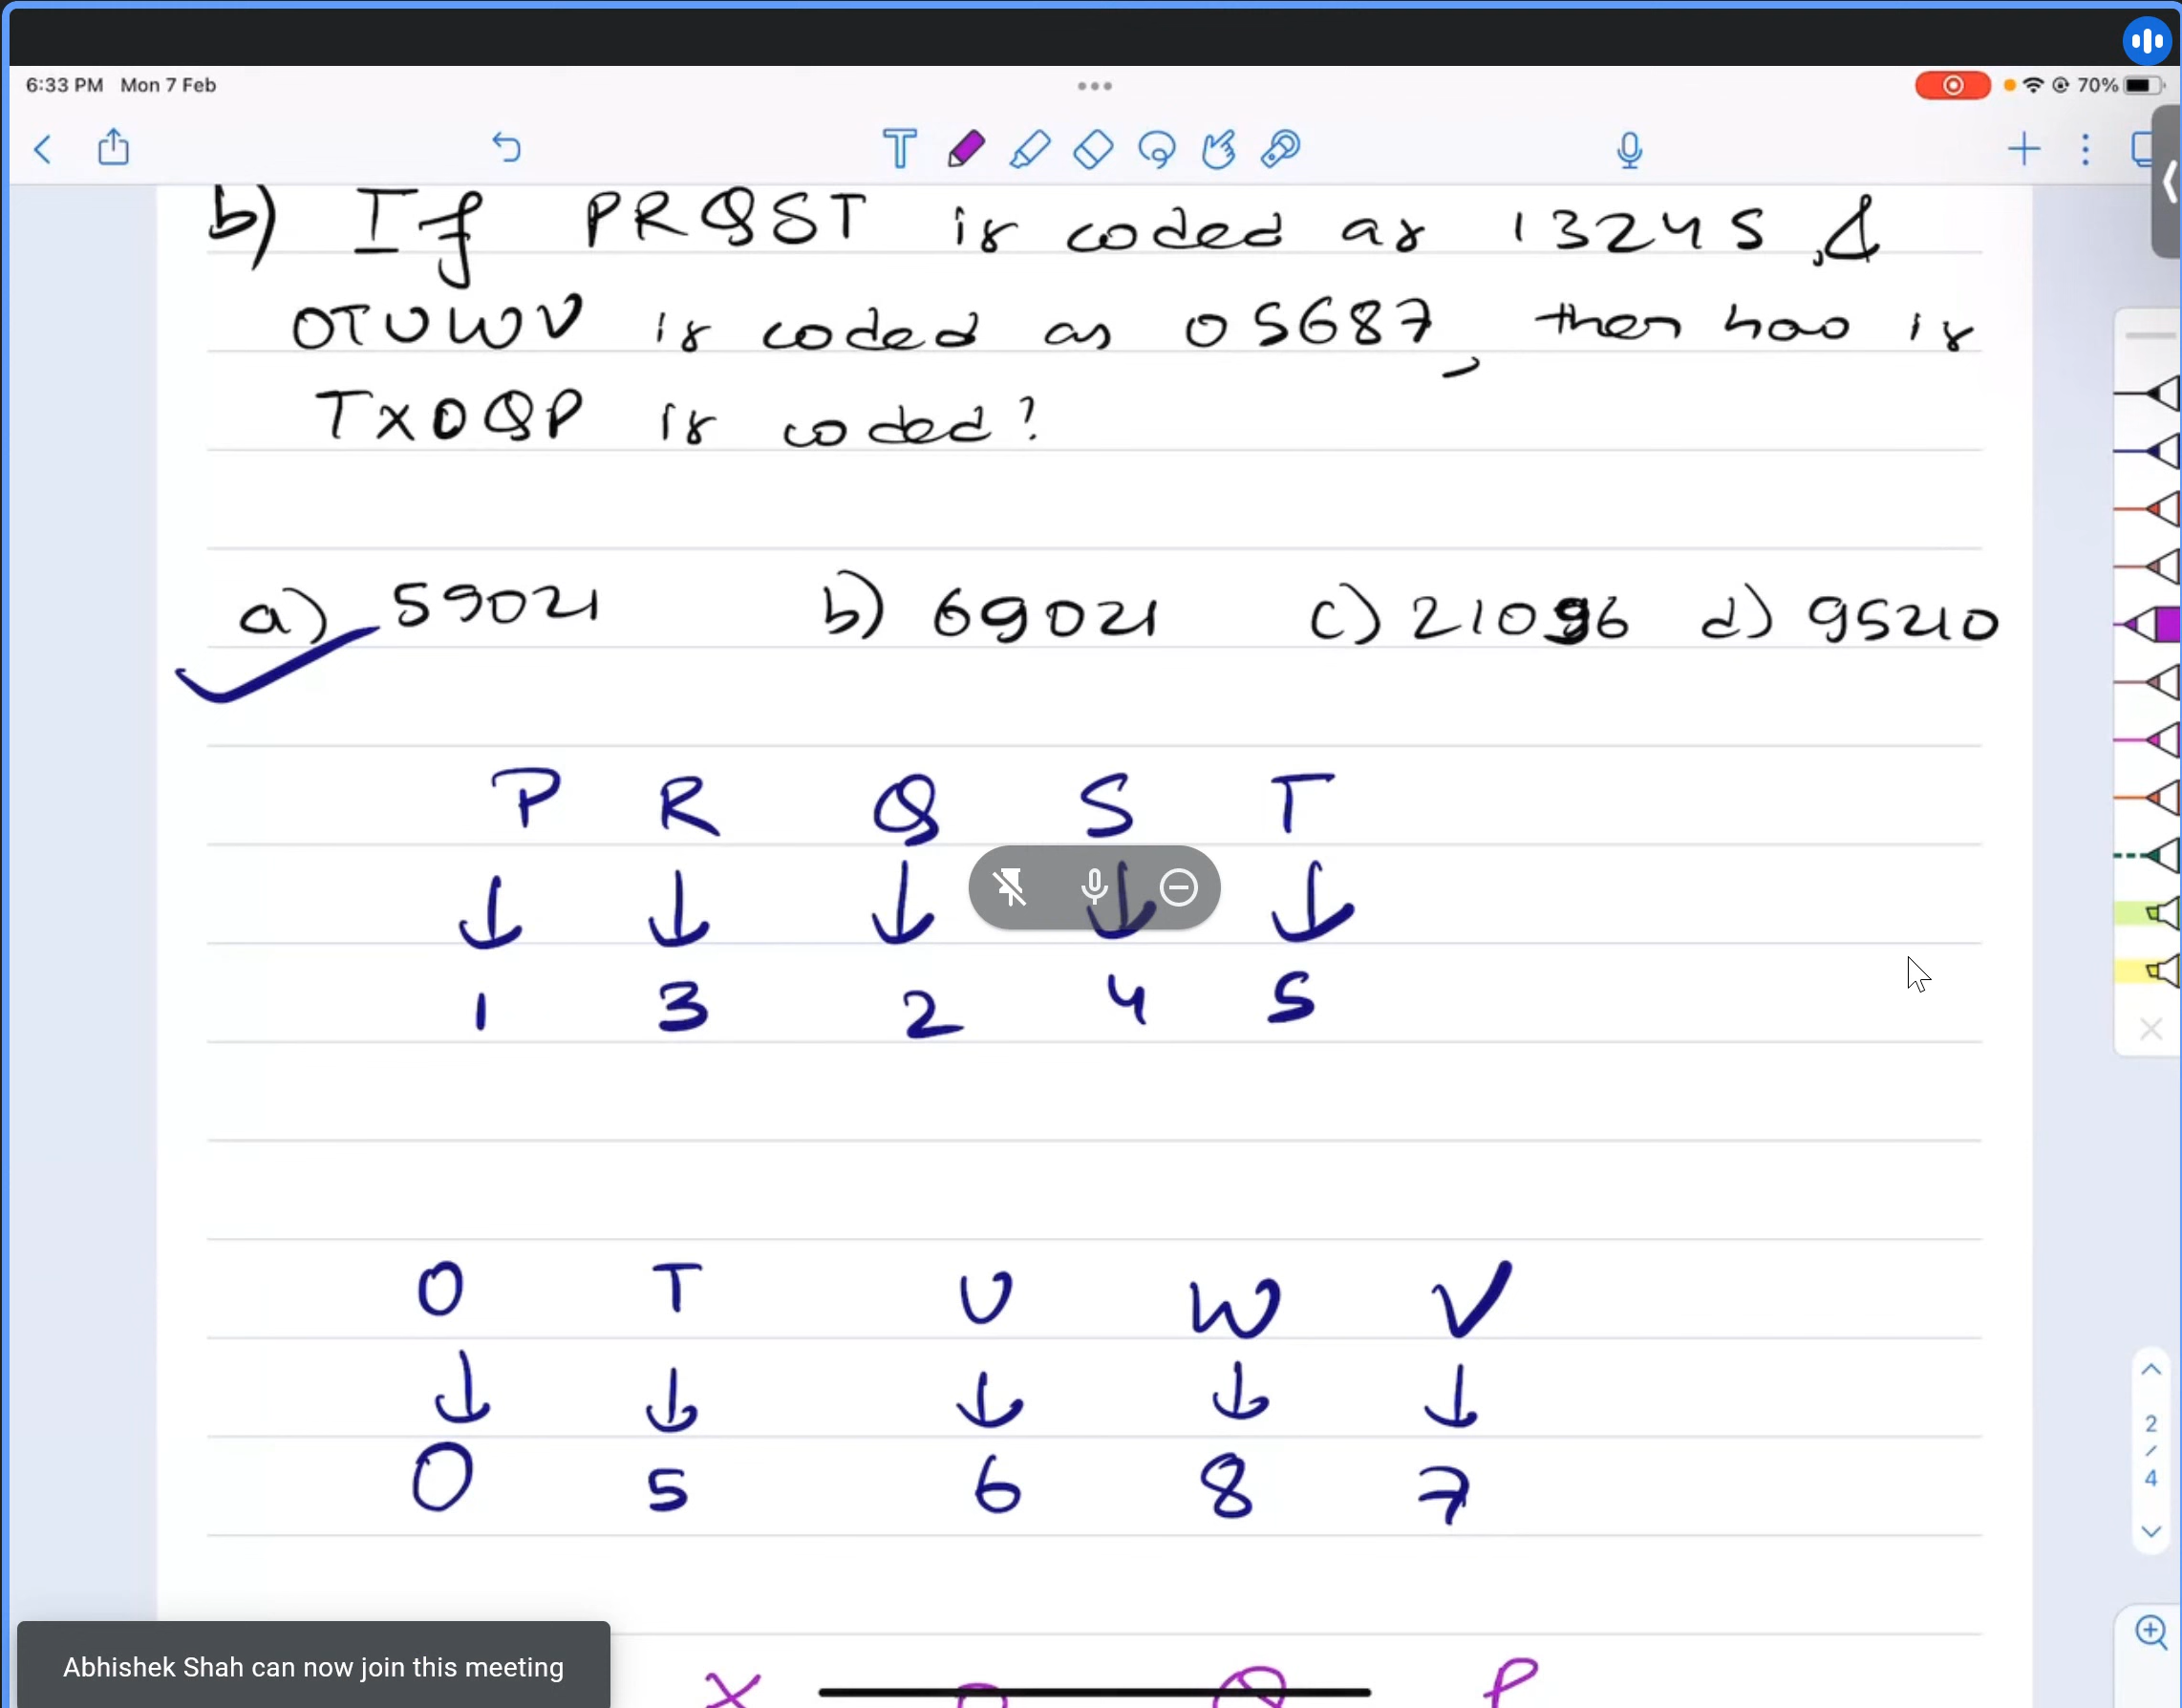 6:33 PM Mon 7 Feb
70%
b) If PRQST is coded as 13245, &
OTUWV is coded as 05687, then how is
TXOQP is coded?
a) 59021 b) 69021 c) 21096 d) 95210
P R Q S T
↓ ↓ ↓ ↓ ↓
1 3 2 4 5
O T U W V
↓ ↓ ↓ ↓ ↓
0 5 6 8 7
2
/
4
Abhishek Shah can now join this meeting
X O Q P